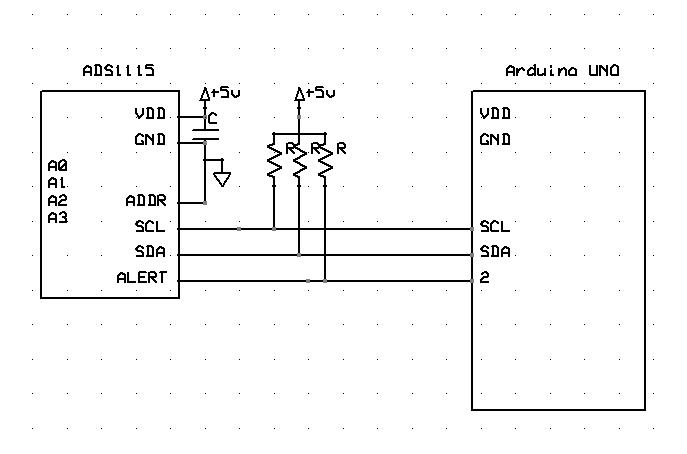 ADS1115
Arduino UNO
+5v
+5v
VDD
C
VDD
GND
GND
R
R
R
A0
A1
A2
A3
ADDR
SCL
SCL
SDA
SDA
ALERT
2